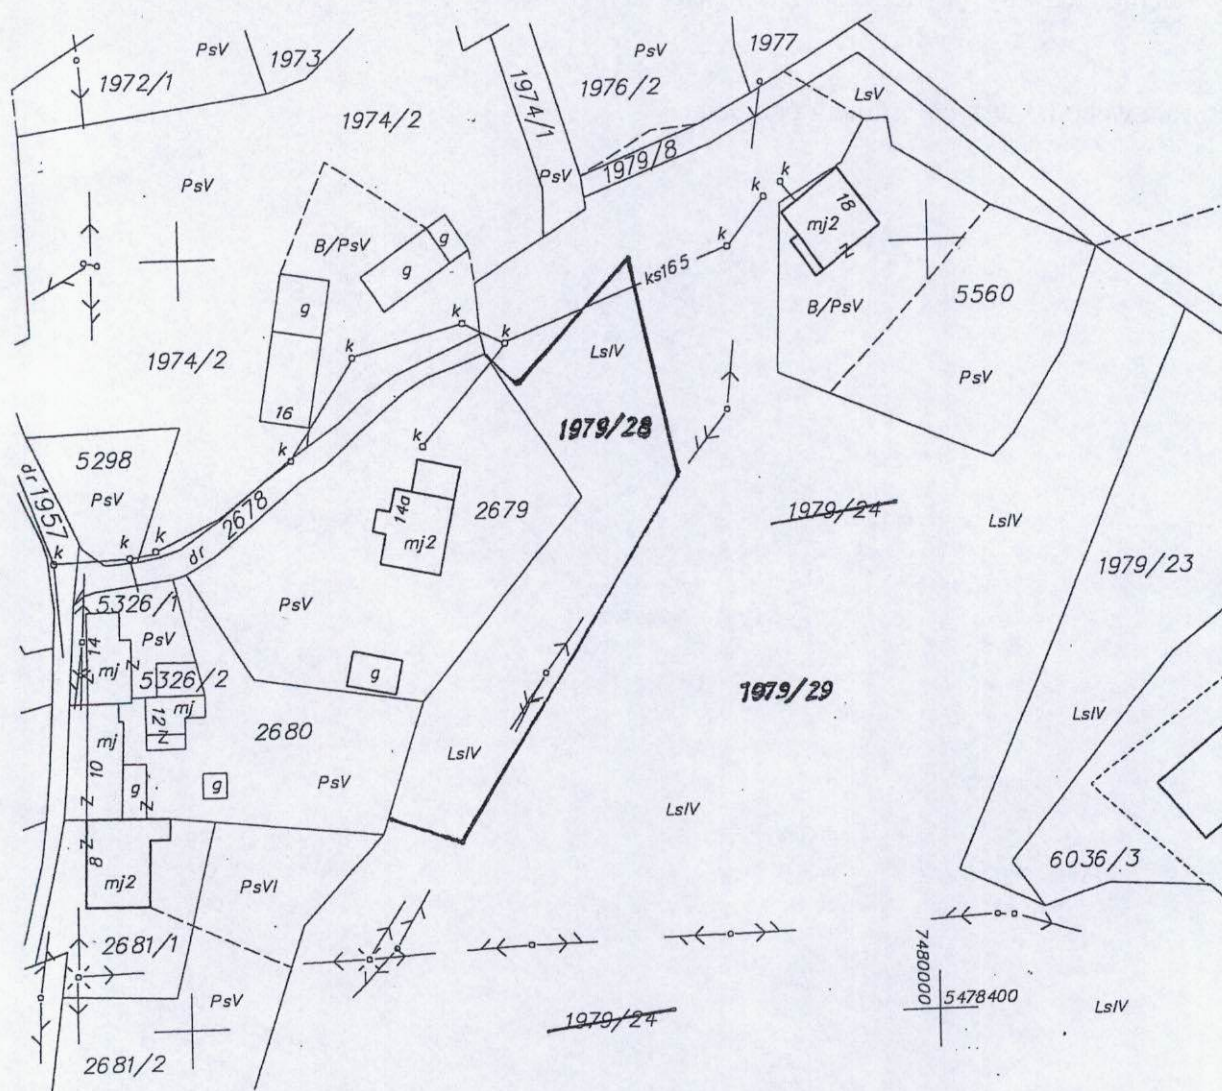 PsV
1973
1972/1
PsV
1976/2
1977
LsV
1974/2
1974/1
1979/8
PsV
PsV
k
k
18
mj2
Z
B/PsV
g
g
k
ks165
5560
B/PsV
g
k
k
k
LsIV
PsV
1974/2
16
1979/28
k
k
5298
PsV
dr 1957
2678
dr
14a
mj2
2679
1979/24
LsIV
1979/23
k
k
k
5326/1
PsV
PsV
14
mj
Z
Z
5326/2
g
1979/29
mj
12
Z
mj
10
2680
LsIV
LsIV
PsV
g
g
Z
Z
LsIV
Z
8
mj2
PsVI
6036/3
2681/1
7480000
5478400
LsIV
PsV
1979/24
2681/2